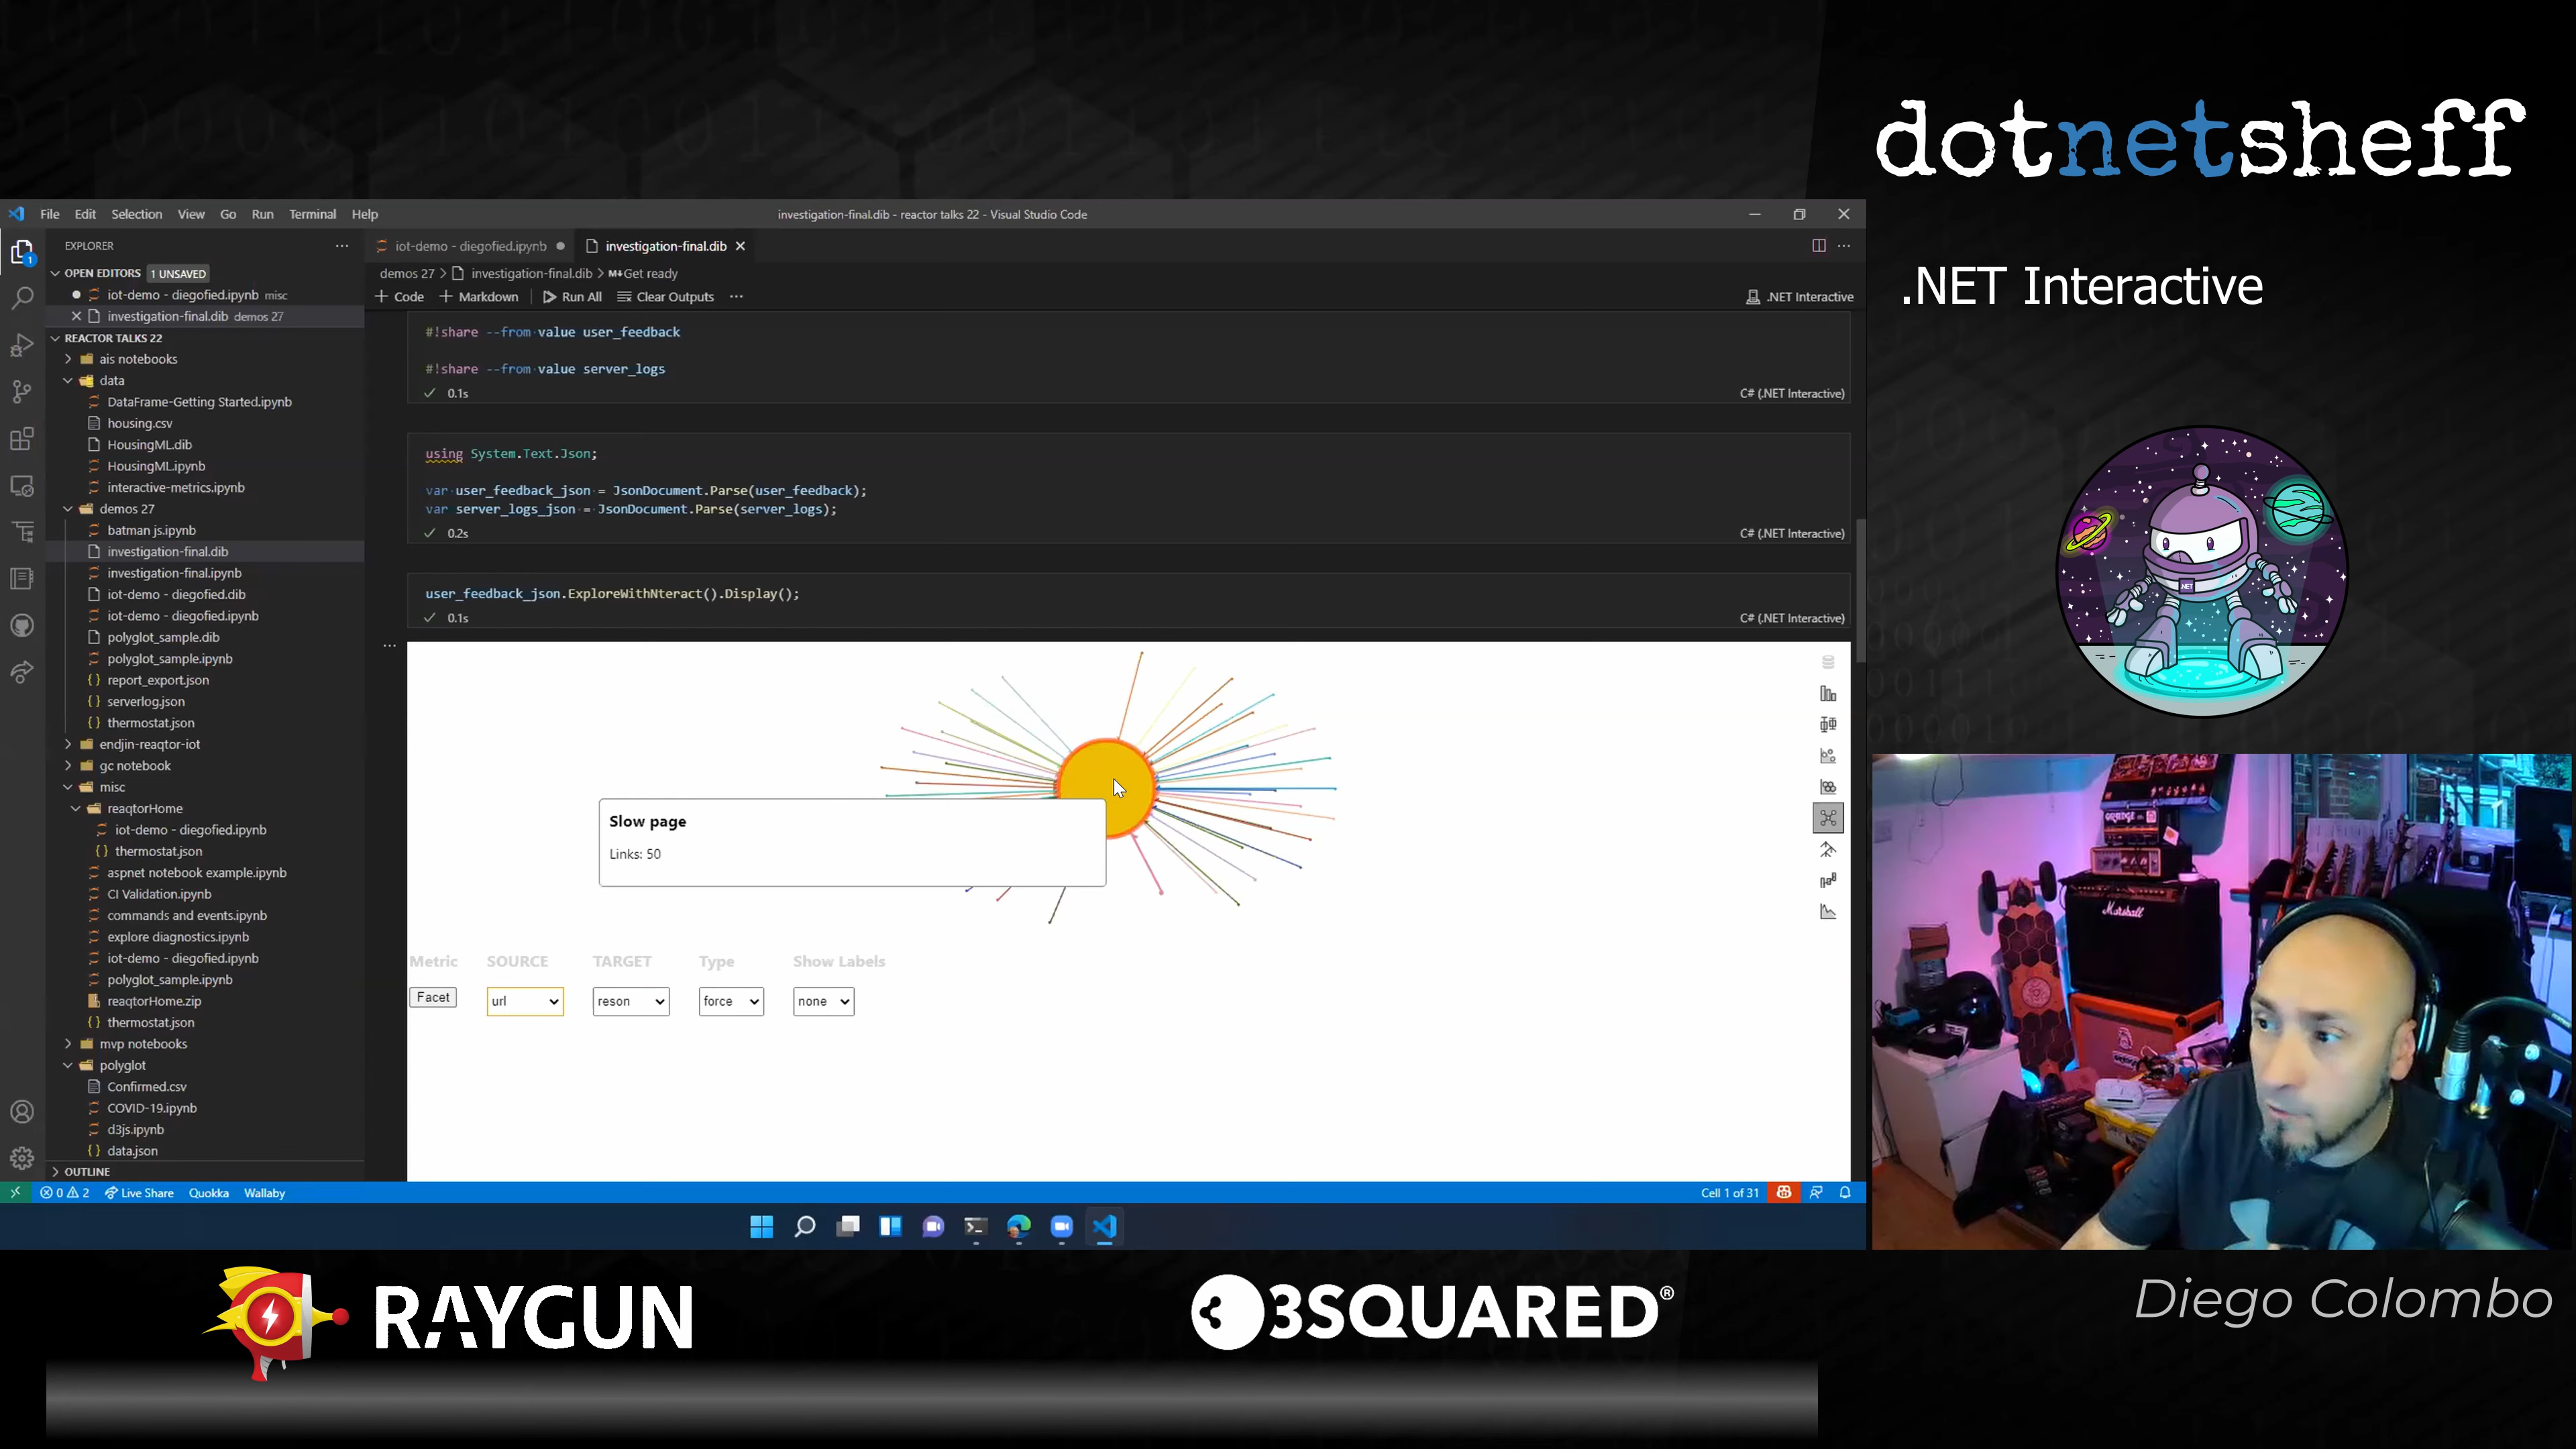 dotnetsheff
.NET Interactive
File Edit Selection View Go Run Terminal Help
investigation-final.dib - reactor talks 22 - Visual Studio Code
EXPLORER
OPEN EDITORS 1 UNSAVED
iot-demo - diegofied.ipynb misc
investigation-final.dib demos 27
REACTOR TALKS 22
ais notebooks
data
DataFrame-Getting Started.ipynb
housing.csv
HousingML.dib
HousingML.ipynb
interactive-metrics.ipynb
demos 27
batman js.ipynb
investigation-final.dib
investigation-final.ipynb
iot-demo - diegofied.dib
iot-demo - diegofied.ipynb
polyglot_sample.dib
polyglot_sample.ipynb
report_export.json
serverlog.json
thermostat.json
endjin-reaqtor-iot
gc notebook
misc
reaqtorHome
iot-demo - diegofied.ipynb
thermostat.json
aspnet notebook example.ipynb
CI Validation.ipynb
commands and events.ipynb
explore diagnostics.ipynb
iot-demo - diegofied.ipynb
polyglot_sample.ipynb
reaqtorHome.zip
thermostat.json
mvp notebooks
polyglot
Confirmed.csv
COVID-19.ipynb
d3js.ipynb
data.json
OUTLINE
iot-demo - diegofied.ipynb
investigation-final.dib
demos 27 > investigation-final.dib > M↓Get ready
+ Code + Markdown Run All Clear Outputs ...
.NET Interactive
#!share --from value user_feedback
#!share --from value server_logs
0.1s
C# (.NET Interactive)
using System.Text.Json;
var user_feedback_json = JsonDocument.Parse(user_feedback);
var server_logs_json = JsonDocument.Parse(server_logs);
0.2s
C# (.NET Interactive)
user_feedback_json.ExploreWithNteract().Display();
0.1s
C# (.NET Interactive)
Slow page
Links: 50
Metric SOURCE TARGET Type Show Labels
Facet url reson force none
0 2 Live Share Quokka Wallaby
Cell 1 of 31
.NET
Marshall
ORANGE
RAYGUN
3SQUARED®
Diego Colombo